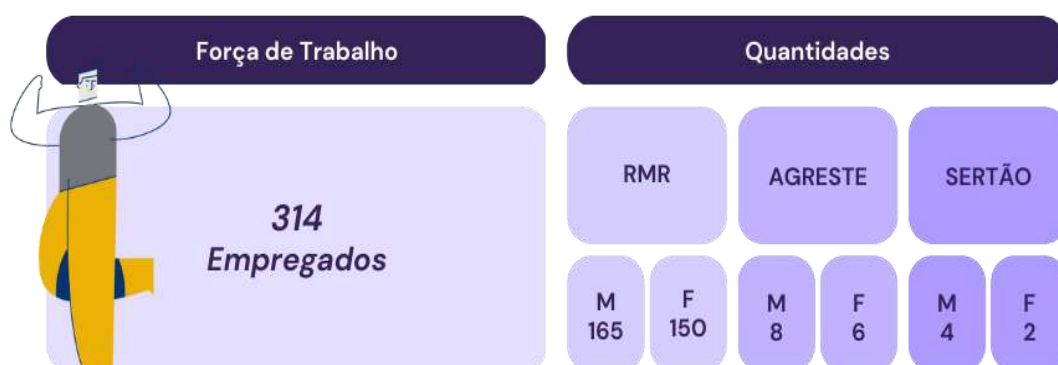 Força de Trabalho
Quantidades
314
Empregados
RMR
AGRESTE
SERTÃO
M
165
F
150
M
8
F
6
M
4
F
2